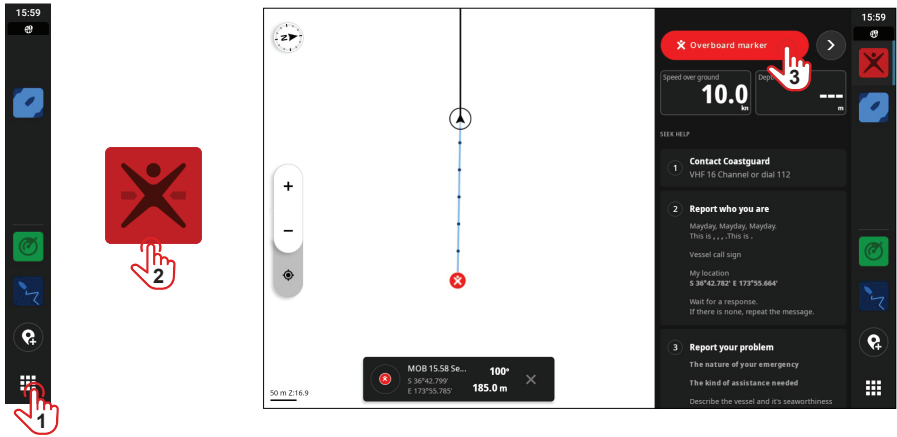 15:59
1
2
50 m Z:16.9
N
+
−
MOB 15.58 Se...
100°
S 36°42.799'
E 173°55.785'
185.0 m
Overboard marker
3
Speed over ground
10.0
kn
---
m
SEEK HELP
1 Contact Coastguard
VHF 16 Channel or dial 112
2 Report who you are
Mayday, Mayday, Mayday.
This is , , , .This is .
Vessel call sign
My location
S 36°42.782' E 173°55.664'
Wait for a response.
If there is none, repeat the message.
3 Report your problem
The nature of your emergency
The kind of assistance needed
Describe the vessel and it's seaworthiness
15:59